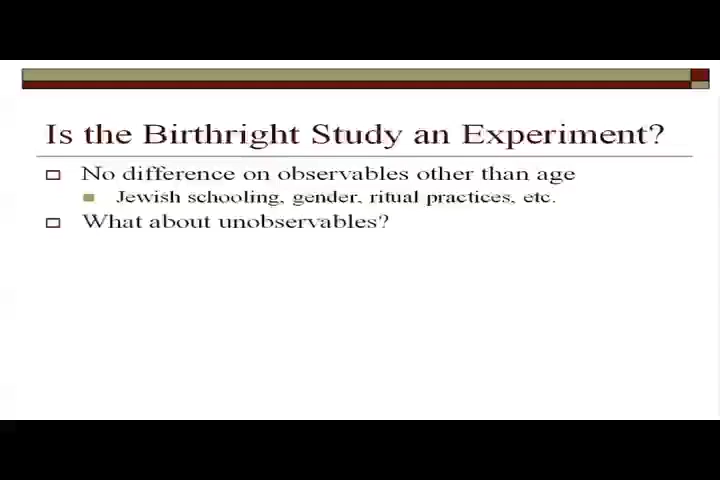 Is the Birthright Study an Experiment?
No difference on observables other than age
Jewish schooling, gender, ritual practices, etc.
What about unobservables?